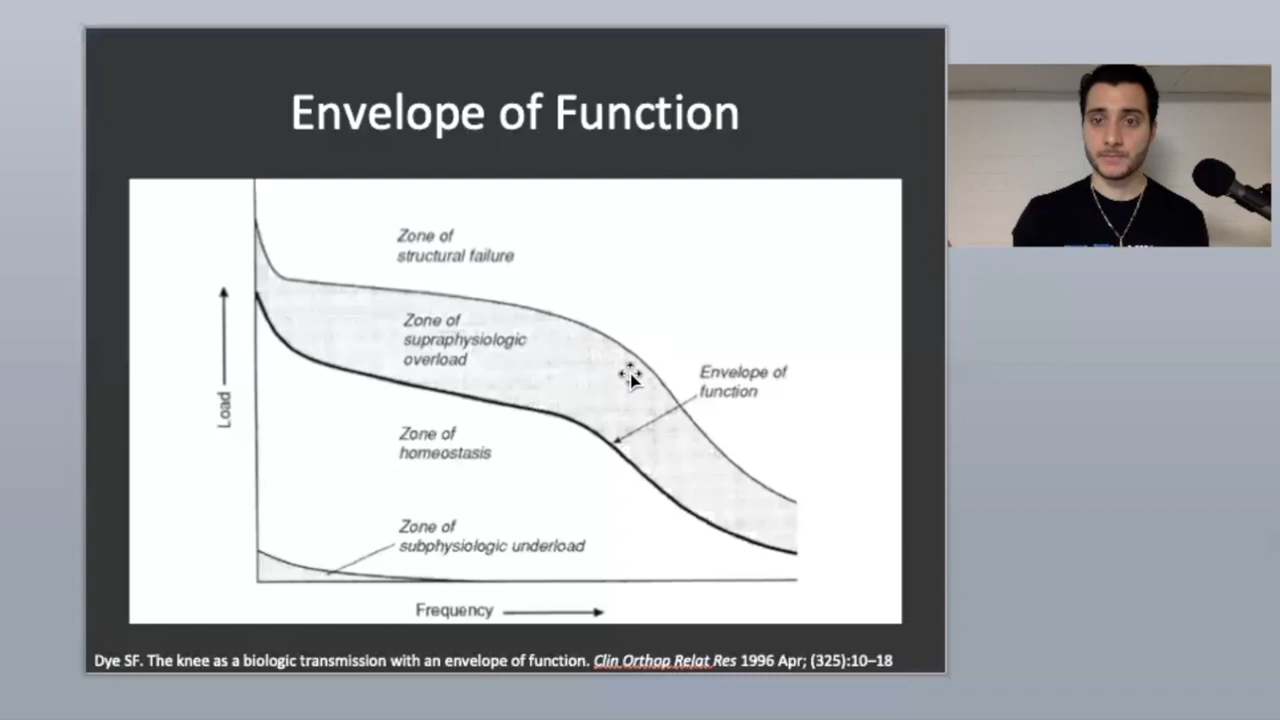 Envelope of Function
Zone of
structural failure
Zone of
supraphysiologic
overload
Envelope of
function
Load
Zone of
homeostasis
Zone of
subphysiologic underload
Frequency
Dye SF. The knee as a biologic transmission with an envelope of function. Clin Orthop Relat Res 1996 Apr; (325):10–18